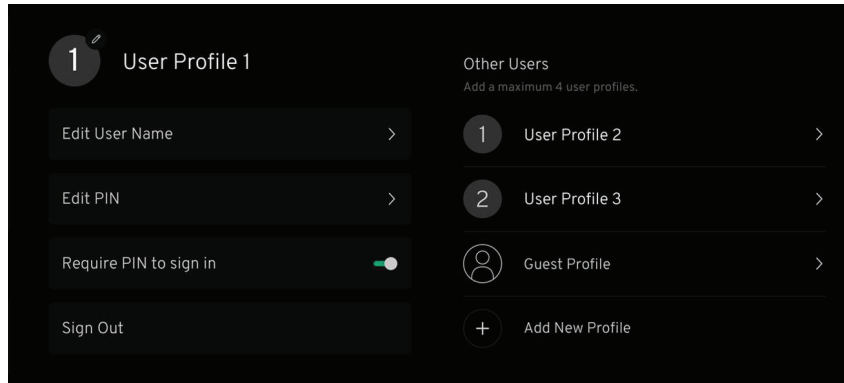 1
User Profile 1
Edit User Name
Edit PIN
Require PIN to sign in
Sign Out
Other Users
Add a maximum 4 user profiles.
1
User Profile 2
2
User Profile 3
Guest Profile
Add New Profile